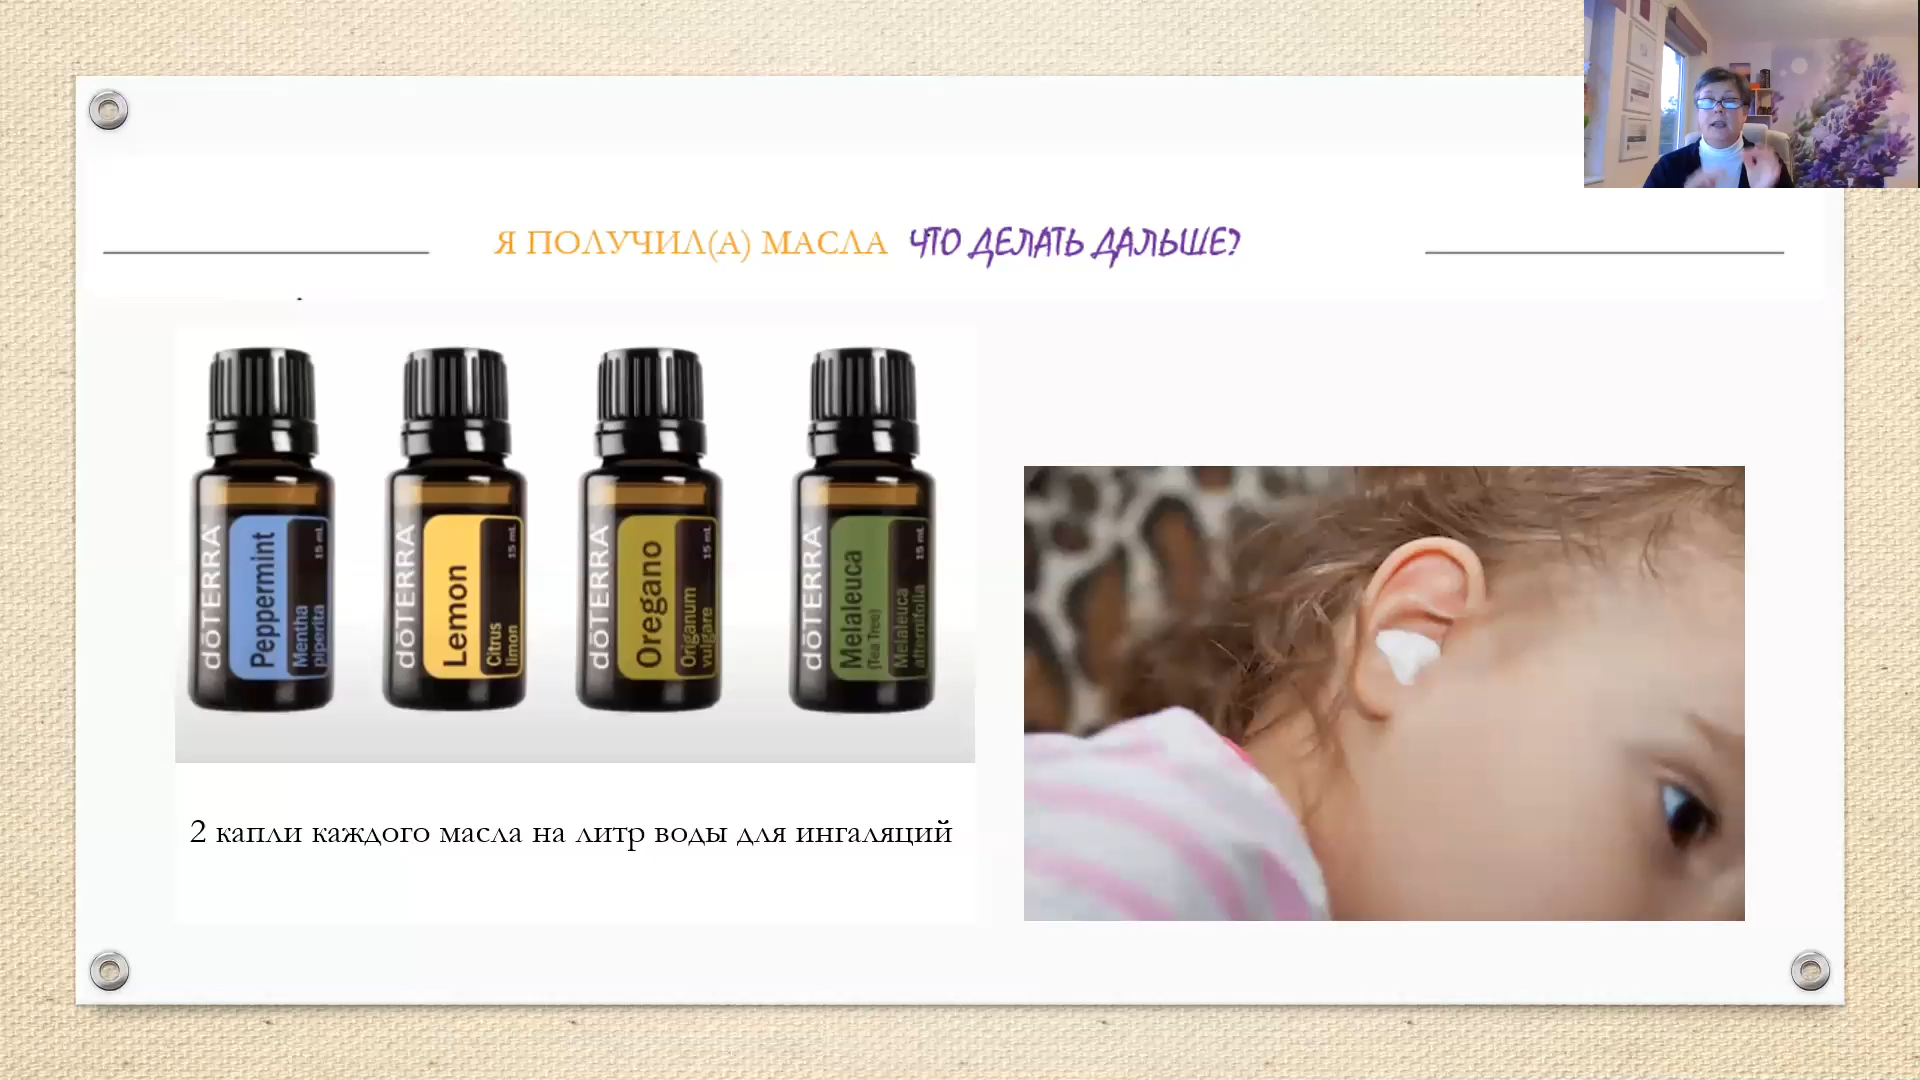 Я ПОЛУЧИЛ(А) МАСЛА ЧТО ДЕЛАТЬ ДАЛЬШЕ?
dōTERRA
Peppermint
Mentha
piperita
15 mL
dōTERRA
Lemon
Citrus
limon
15 mL
dōTERRA
Oregano
Origanum
vulgare
15 mL
dōTERRA
Melaleuca
(Tea Tree)
Melaleuca
alternifolia
15 mL
2 капли каждого масла на литр воды для ингаляций